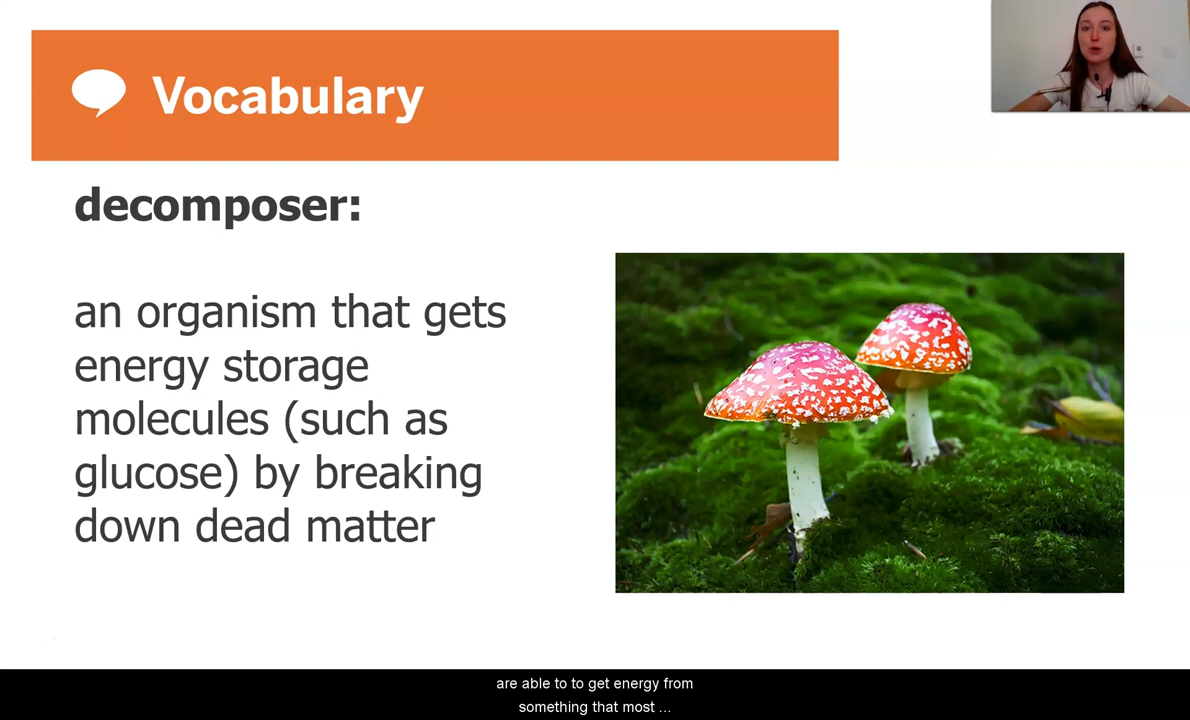 Vocabulary
decomposer:
an organism that gets
energy storage
molecules (such as
glucose) by breaking
down dead matter
are able to to get energy from
something that most ...